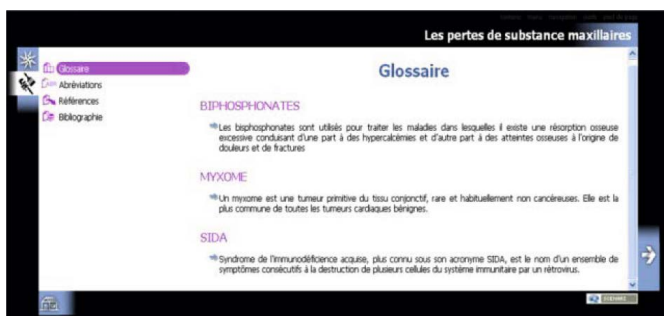 Les pertes de substance maxillaires
Glossaire
Abréviations
Références
Bibliographie
Glossaire
BIPHOSPHONATES
Les bisphosphonates sont utilisés pour traiter les maladies dans lesquelles il existe une résorption osseuse
excessive conduisant d'une part à des hypercalcémies et d'autre part à des atteintes osseuses à l'origine de
douleurs et de fractures
MYXOME
Un myxome est une tumeur primitive du tissu conjonctif, rare et habituellement non cancéreuses. Elle est la
plus commune de toutes les tumeurs cardiaques bénignes.
SIDA
Syndrome de l'immunodéficience acquise, plus connu sous son acronyme SIDA, est le nom d'un ensemble de
symptômes consécutifs à la destruction de plusieurs cellules du système immunitaire par un rétrovirus.